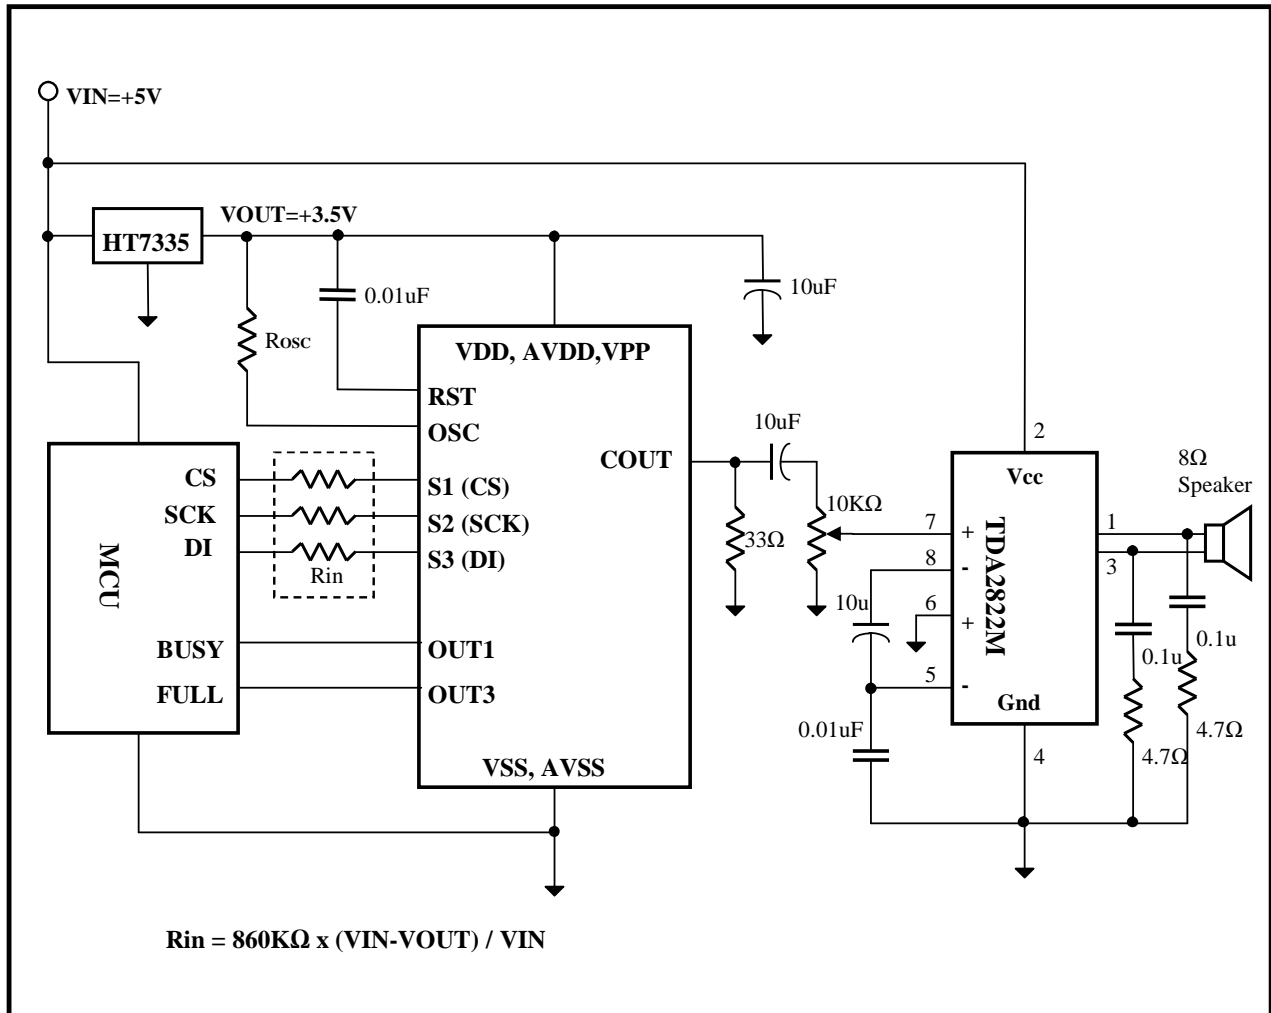 VIN=+5V
VOUT=+3.5V
HT7335
0.01uF
10uF
Rosc
VDD, AVDD,VPP
RST
OSC
10uF
2
COUT
CS
S1 (CS)
Vcc
8Ω
Speaker
SCK
S2 (SCK)
10KΩ
7
+
1
DI
S3 (DI)
33Ω
8
-
3
Rin
MCU
TDA2822M
10u
6
+
0.1u
0.1u
BUSY
OUT1
5
-
FULL
OUT3
Gnd
0.01uF
4.7Ω
4.7Ω
4
VSS, AVSS
Rin = 860KΩ x (VIN-VOUT) / VIN